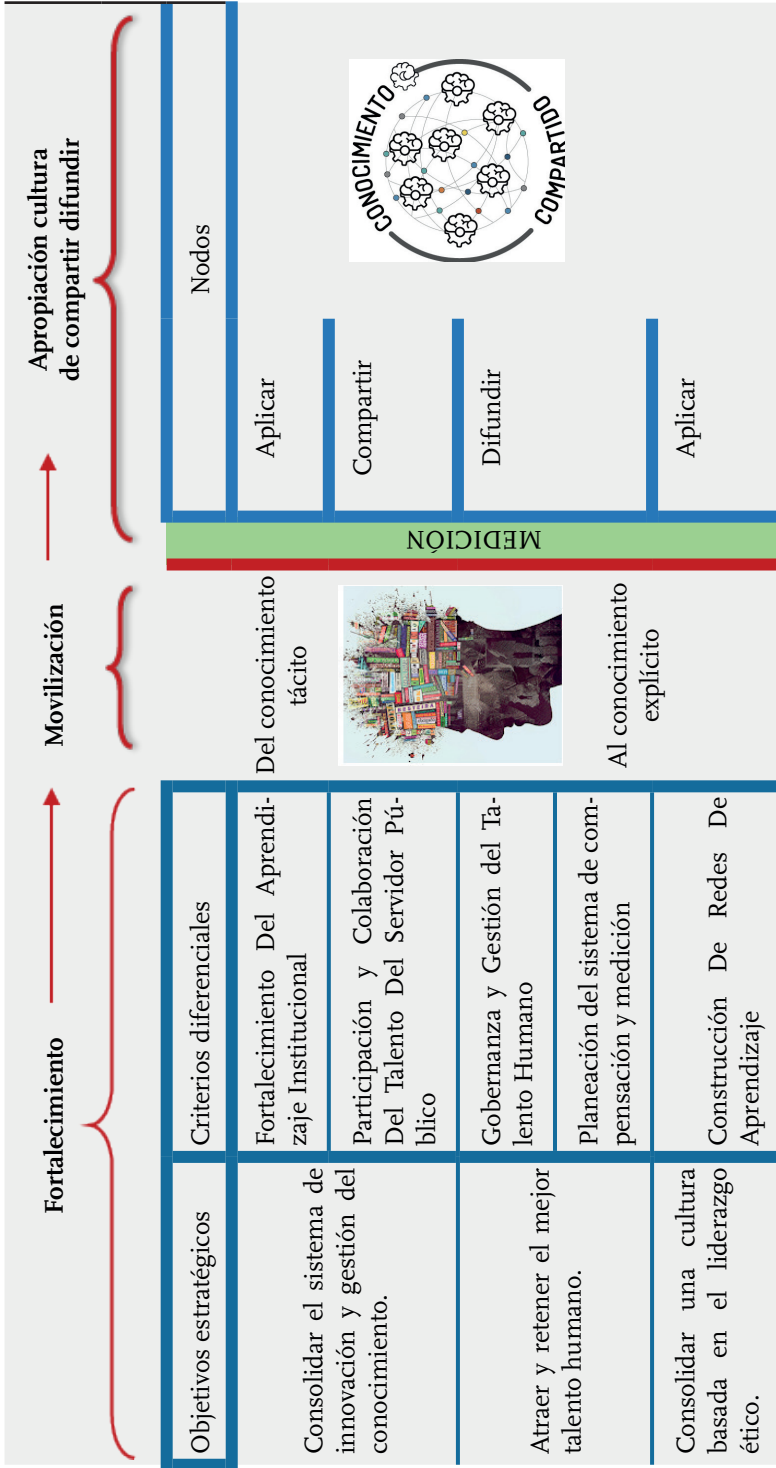 Fortalecimiento
Movilización
Apropiación cultura
de compartir difundir
Objetivos estratégicos
Criterios diferenciales
Consolidar el sistema de
innovación y gestión del
conocimiento.
Fortalecimiento Del Aprendi-
zaje Institucional
Participación y Colaboración
Del Talento Del Servidor Pú-
blico
Atraer y retener el mejor
talento humano.
Gobernanza y Gestión del Ta-
lento Humano
Planeación del sistema de com-
pensación y medición
Consolidar una cultura
basada en el liderazgo
ético.
Construcción De Redes De
Aprendizaje
Del conocimiento
tácito
Al conocimiento
explícito
MEDICIÓN
Nodos
Aplicar
Compartir
Difundir
Aplicar
CONOCIMIENTO
COMPARTIDO